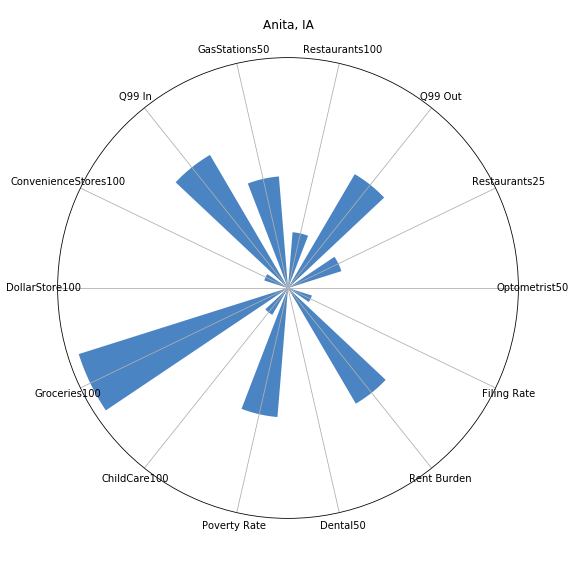 Anita, IA
GasStations50
Restaurants100
Q99 In
Q99 Out
ConvenienceStores100
Restaurants25
DollarStore100
Optometrist50
Groceries100
Filing Rate
ChildCare100
Rent Burden
Poverty Rate
Dental50